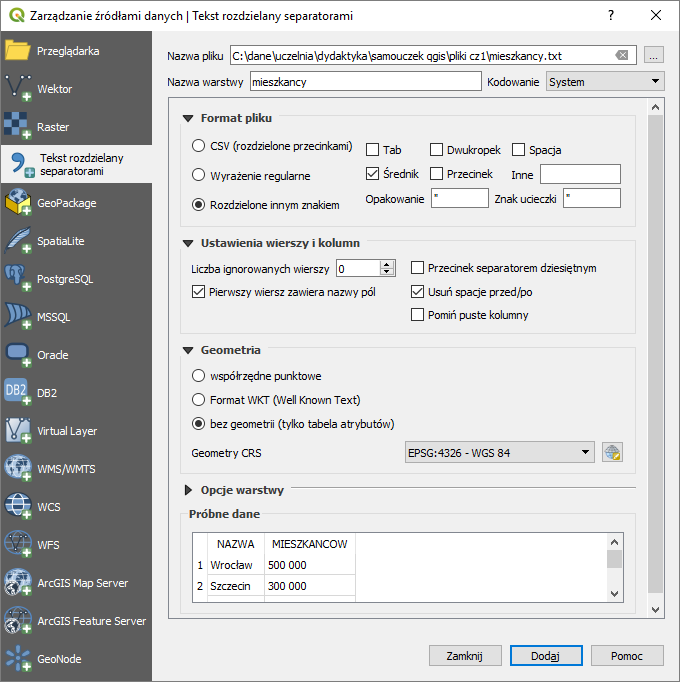 Zarządzanie źródłami danych | Tekst rozdzielany separatorami
Przeglądarka
Wektor
Raster
Tekst rozdzielany
separatorami
GeoPackage
SpatiaLite
PostgreSQL
MSSQL
Oracle
DB2
DB2
Virtual Layer
WMS/WMTS
WCS
WFS
ArcGIS Map Server
ArcGIS Feature Server
GeoNode
Nazwa pliku C:\dane\uczelnia\dydaktyka\samouczek qgis\pliki cz1\mieszkancy.txt ...
Nazwa warstwy mieszkancy Kodowanie System
Format pliku
CSV (rozdzielone przecinkami) Tab Dwukropek Spacja
Wyrażenie regularne Średnik Przecinek Inne
Rozdzielone innym znakiem Opakowanie " Znak ucieczki "
Ustawienia wierszy i kolumn
Liczba ignorowanych wierszy 0 Przecinek separatorem dziesiętnym
Pierwszy wiersz zawiera nazwy pól Usuń spacje przed/po
Pomiń puste kolumny
Geometria
współrzędne punktowe
Format WKT (Well Known Text)
bez geometrii (tylko tabela atrybutów)
Geometry CRS EPSG:4326 - WGS 84
Opcje warstwy
Próbne dane
NAZWA MIESZKANCOW
1 Wrocław 500 000
2 Szczecin 300 000
Zamknij Dodaj Pomoc